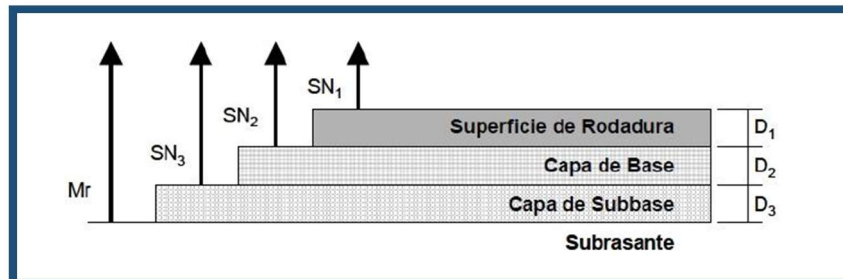 SN₁
Superficie de Rodadura D₁
SN₂
Capa de Base D₂
SN₃
Mr
Capa de Subbase D₃
Subrasante